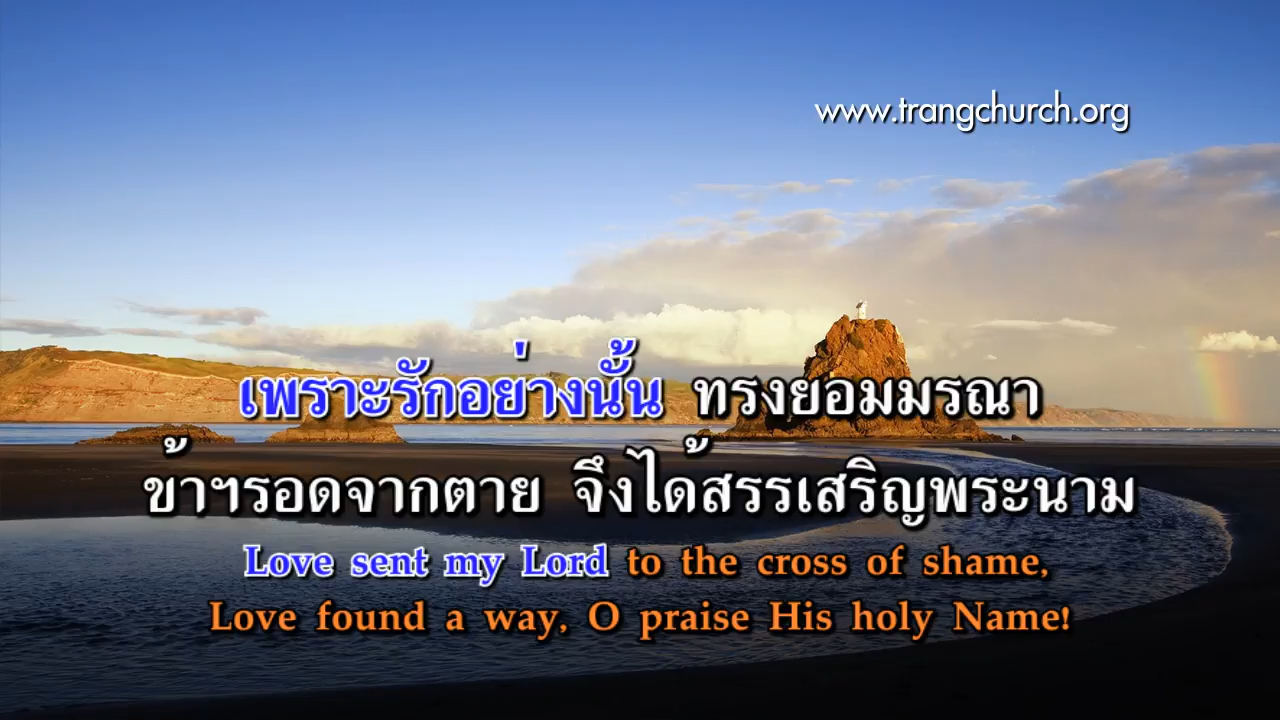 www.trangchurch.org
เพราะรักอย่างนั้น ทรงยอมมรณา
ข้าฯรอดจากตาย จึงได้สรรเสริญพระนาม
Love sent my Lord to the cross of shame,
Love found a way, O praise His holy Name!